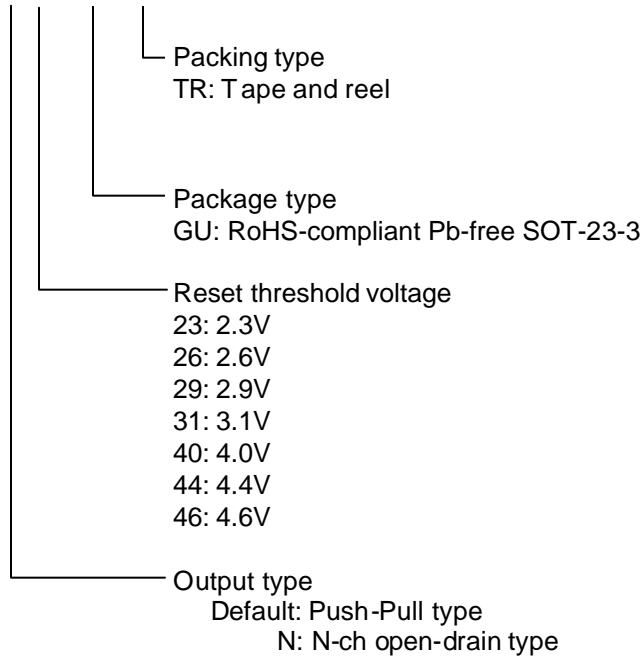 Packing type
TR: Tape and reel
Package type
GU: RoHS-compliant Pb-free SOT-23-3
Reset threshold voltage
23: 2.3V
26: 2.6V
29: 2.9V
31: 3.1V
40: 4.0V
44: 4.4V
46: 4.6V
Output type
Default: Push-Pull type
N: N-ch open-drain type